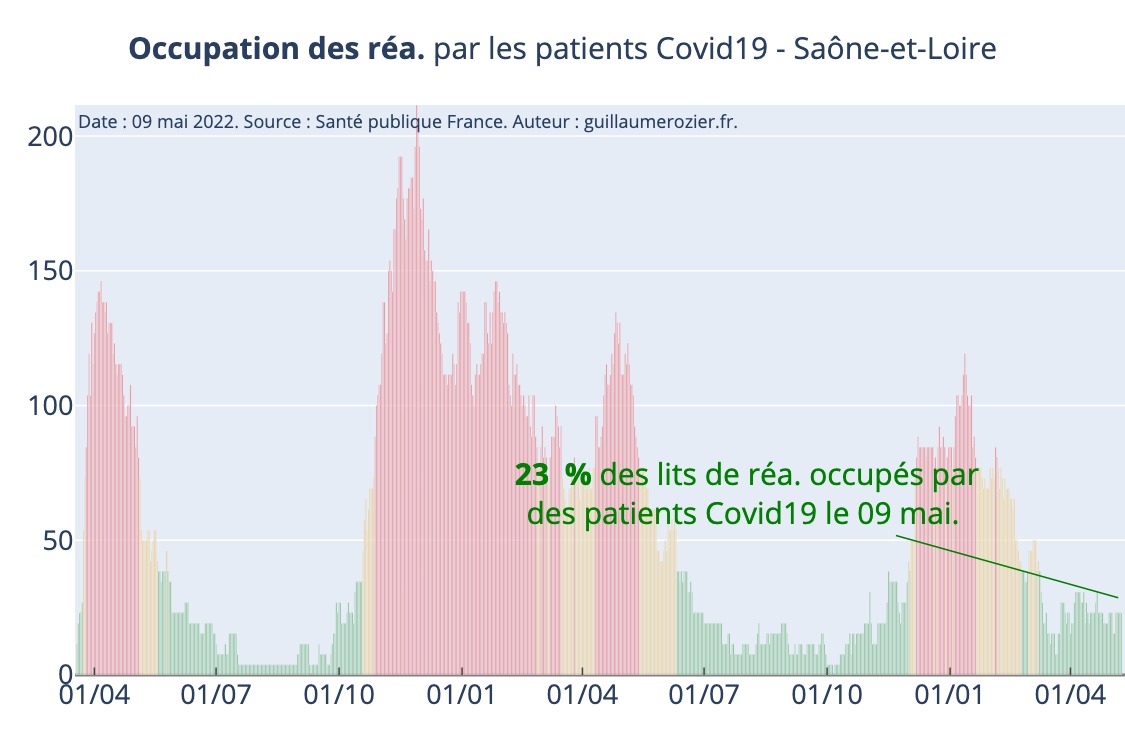 Occupation des réa. par les patients Covid19 - Saône-et-Loire
Date : 09 mai 2022. Source : Santé publique France. Auteur : guillaumerozier.fr.
200
150
100
50
0
23 % des lits de réa. occupés par
des patients Covid19 le 09 mai.
01/04 01/07 01/10 01/01 01/04 01/07 01/10 01/01 01/04